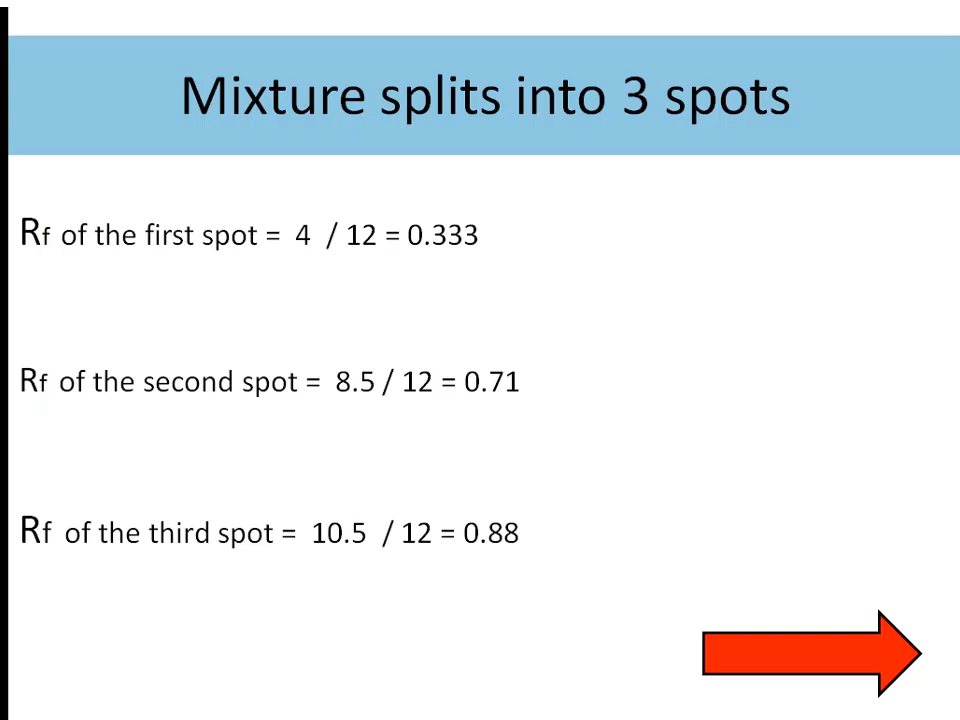 Mixture splits into 3 spots
Rf of the first spot = 4 / 12 = 0.333
Rf of the second spot = 8.5 / 12 = 0.71
Rf of the third spot = 10.5 / 12 = 0.88